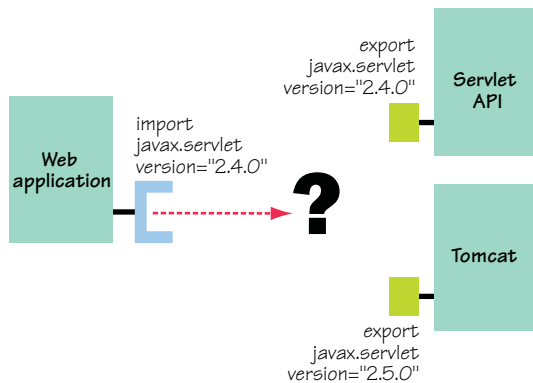 export
javax.servlet
version="2.4.0"
Servlet
API
import
javax.servlet
version="2.4.0"
Web
application
?
Tomcat
export
javax.servlet
version="2.5.0"